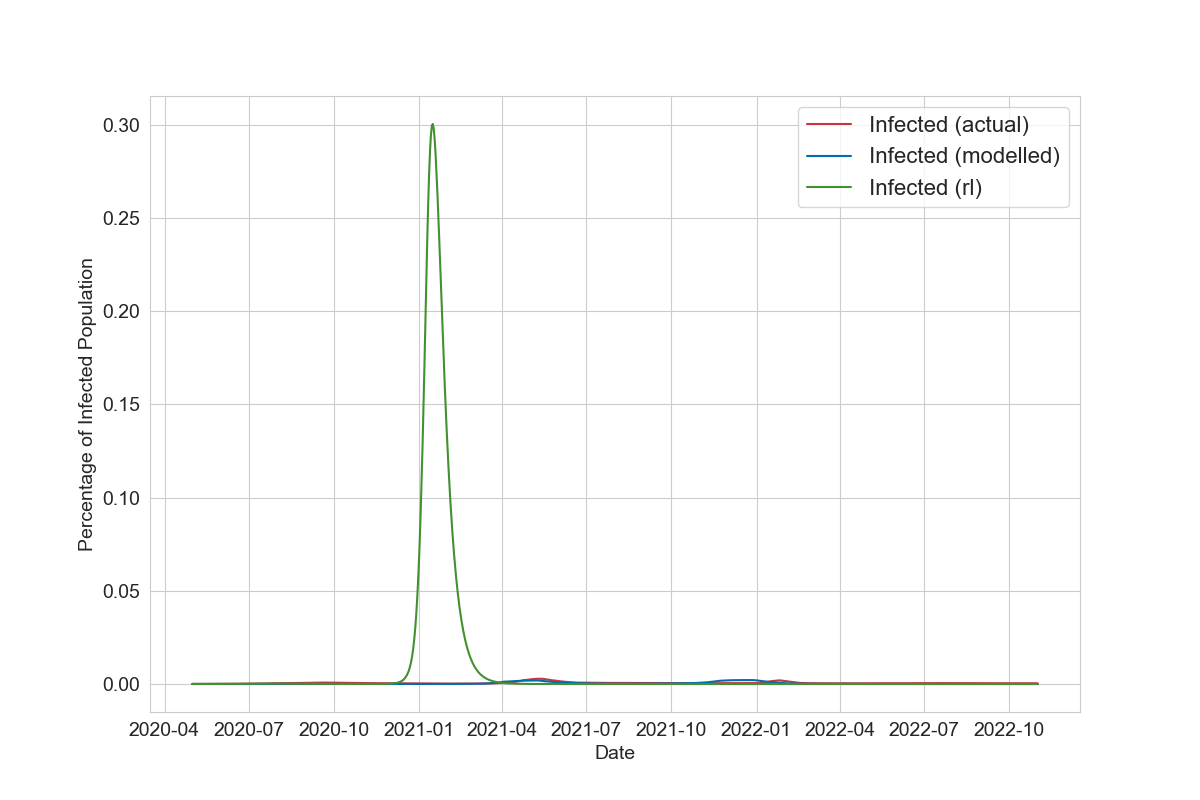 Infected (actual)
Infected (modelled)
Infected (rl)
Percentage of Infected Population
0.30
0.25
0.20
0.15
0.10
0.05
0.00
2020-04 2020-07 2020-10 2021-01 2021-04 2021-07 2021-10 2022-01 2022-04 2022-07 2022-10
Date